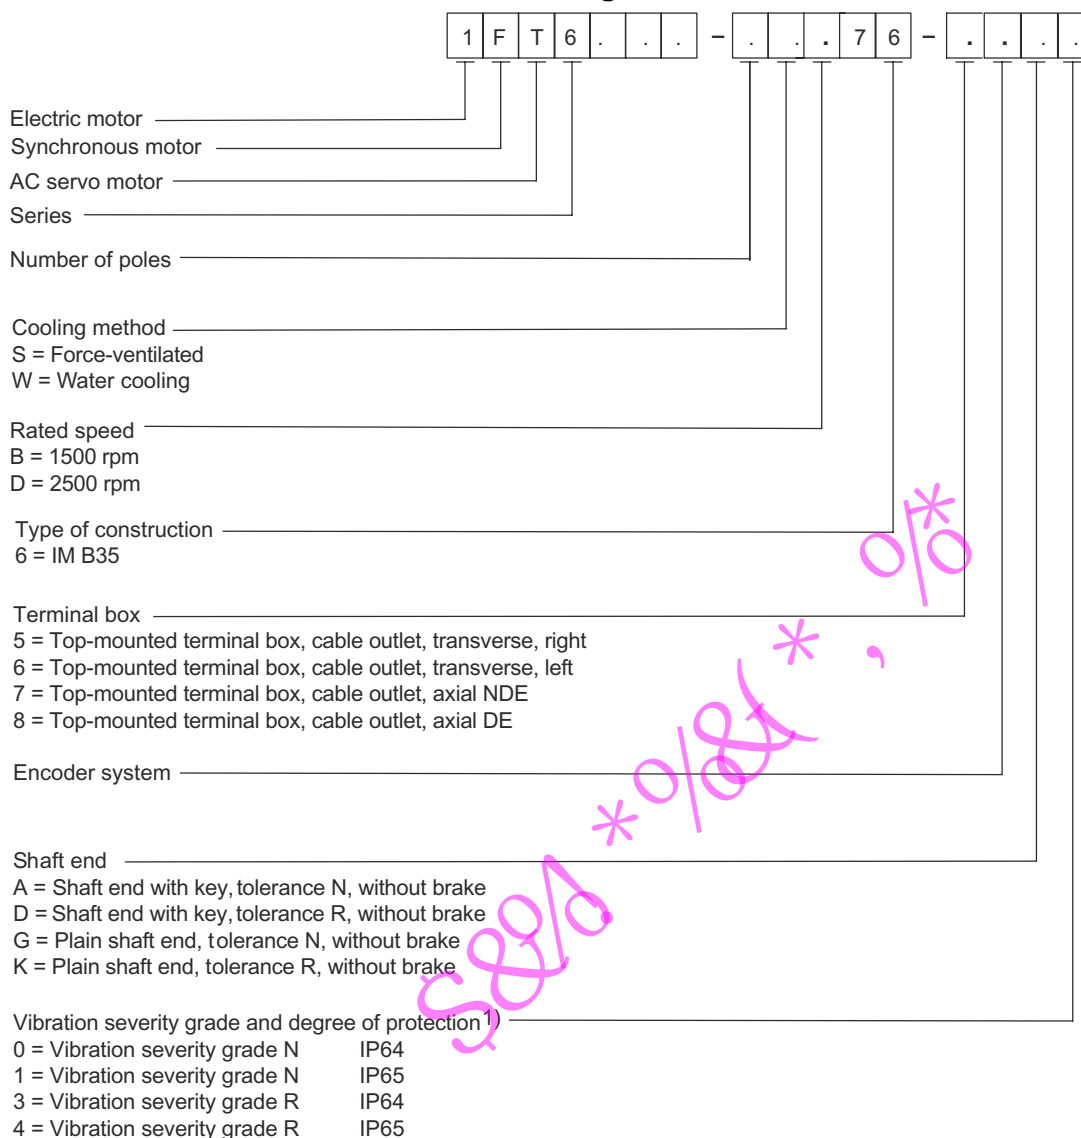 1 F T 6 . . . – . . . 7 6 – . . . .
Electric motor
Synchronous motor
AC servo motor
Series
Number of poles
Cooling method
S = Force-ventilated
W = Water cooling
Rated speed
B = 1500 rpm
D = 2500 rpm
Type of construction
6 = IM B35
Terminal box
5 = Top-mounted terminal box, cable outlet, transverse, right
6 = Top-mounted terminal box, cable outlet, transverse, left
7 = Top-mounted terminal box, cable outlet, axial NDE
8 = Top-mounted terminal box, cable outlet, axial DE
Encoder system
Shaft end
A = Shaft end with key, tolerance N, without brake
D = Shaft end with key, tolerance R, without brake
G = Plain shaft end, tolerance N, without brake
K = Plain shaft end, tolerance R, without brake
Vibration severity grade and degree of protection1)
0 = Vibration severity grade N IP64
1 = Vibration severity grade N IP65
3 = Vibration severity grade R IP64
4 = Vibration severity grade R IP65